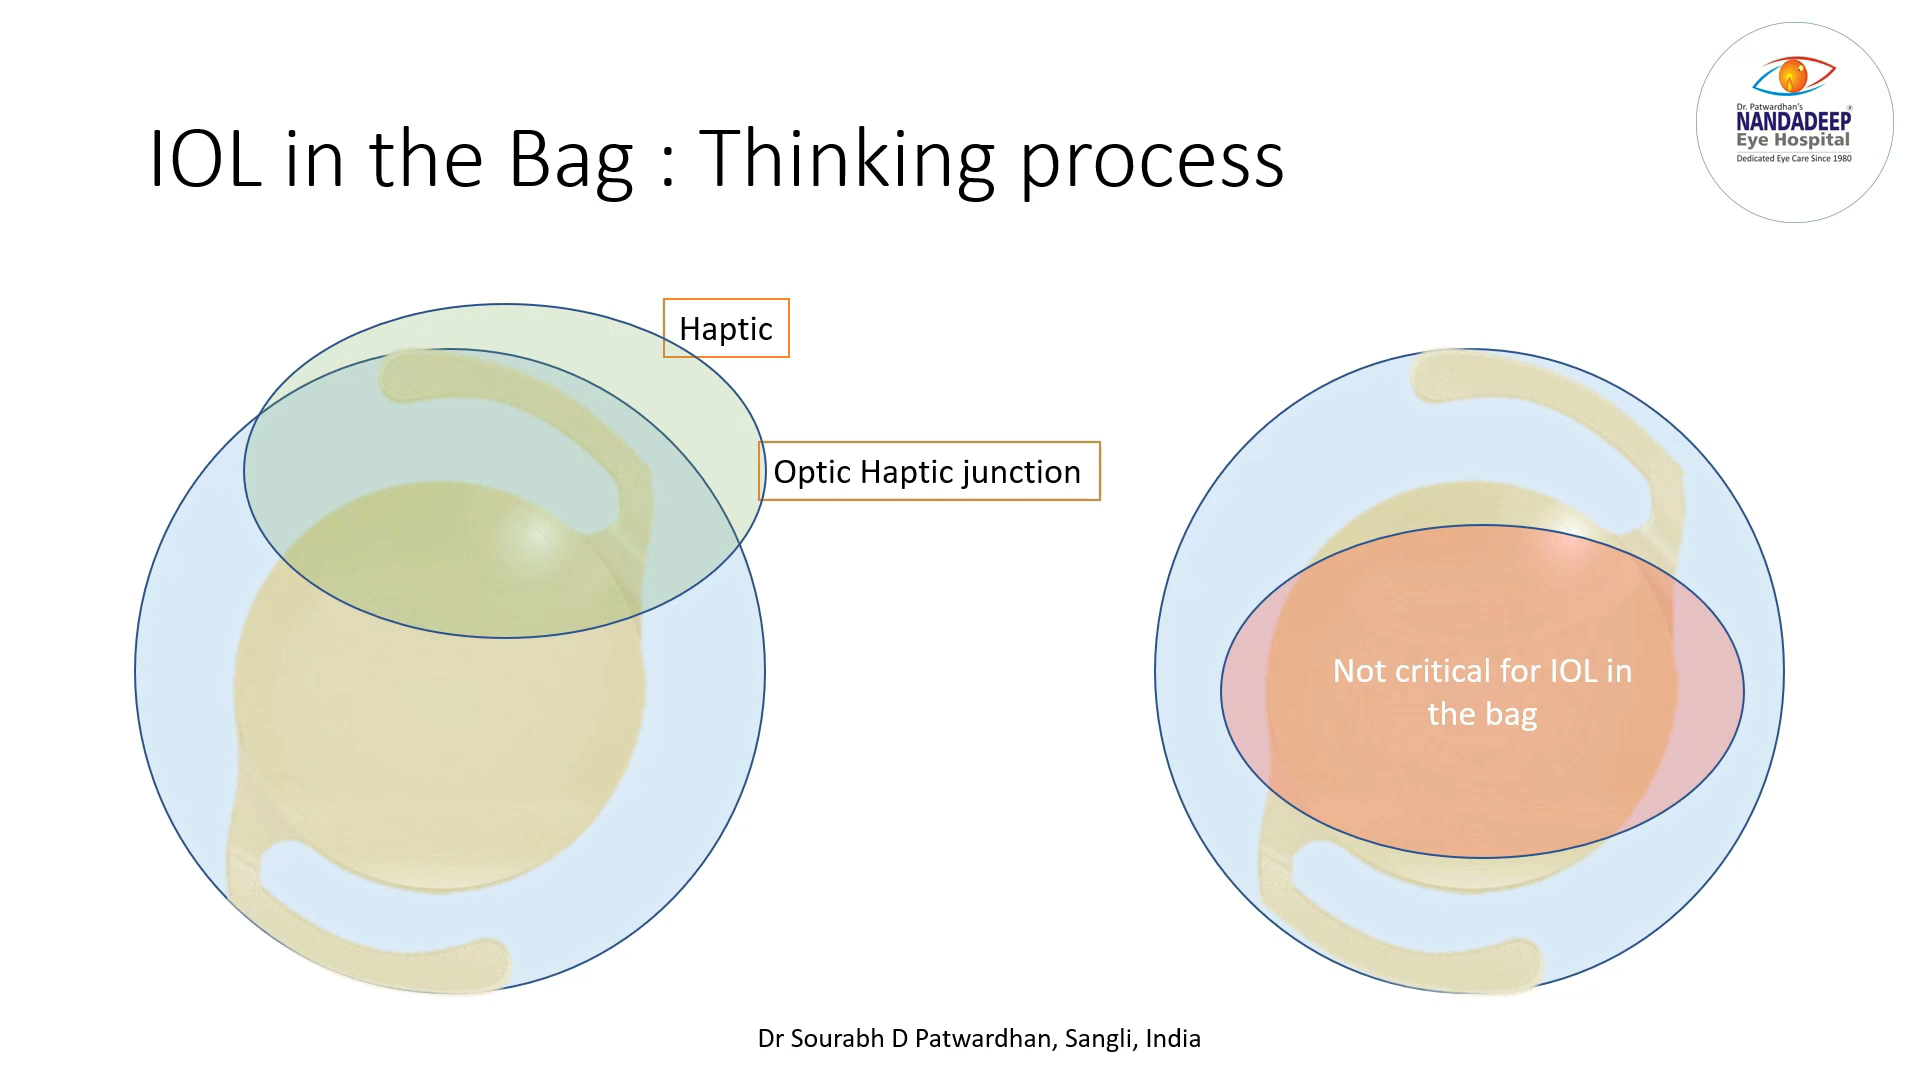 Dr. Patwardhan's
NANDADEEP
Eye Hospital
Dedicated Eye Care Since 1980
IOL in the Bag : Thinking process
Haptic
Optic Haptic junction
Not critical for IOL in
the bag
Dr Sourabh D Patwardhan, Sangli, India